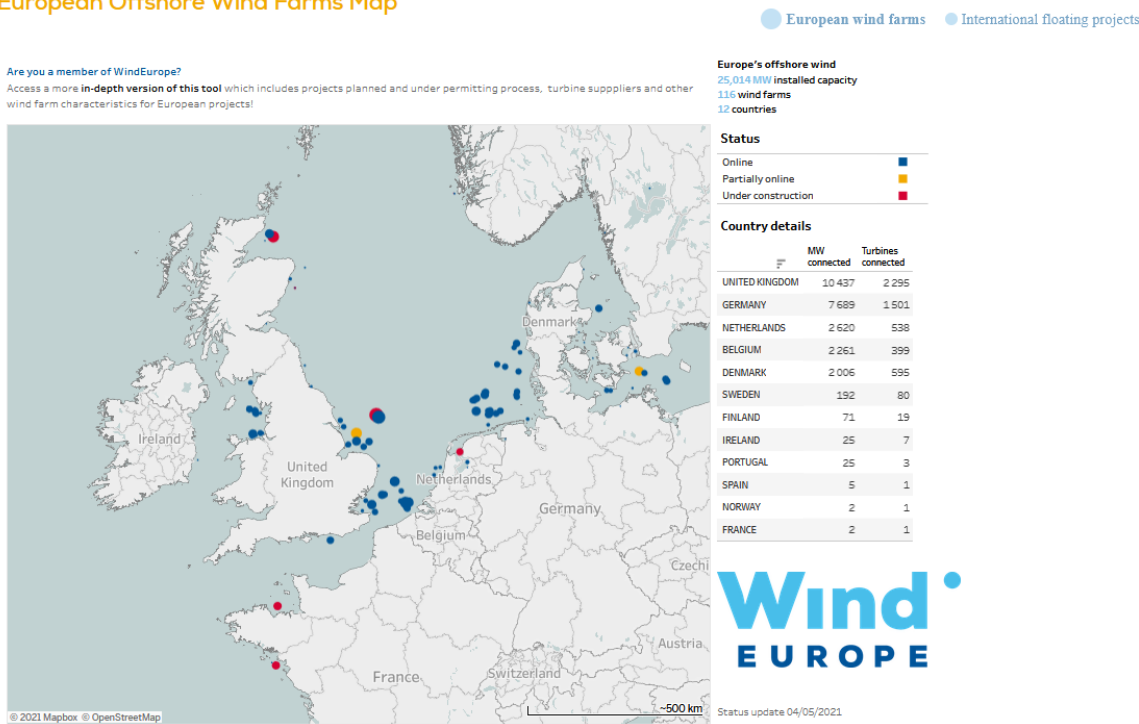 European Offshore Wind Farms Map
European wind farms
International floating projects
Are you a member of WindEurope?
Access a more in-depth version of this tool which includes projects planned and under permitting process, turbine supppliers and other
wind farm characteristics for European projects!
Europe's offshore wind
25,014 MW installed capacity
116 wind farms
12 countries
Status
Online
Partially online
Under construction
Country details
MW connected Turbines connected
UNITED KINGDOM 10 437 2 295
GERMANY 7 689 1 501
NETHERLANDS 2 620 538
BELGIUM 2 261 399
DENMARK 2 006 595
SWEDEN 192 80
FINLAND 71 19
IRELAND 25 7
PORTUGAL 25 3
SPAIN 5 1
NORWAY 2 1
FRANCE 2 1
Denmark
Ireland
United
Kingdom
Netherlands
Germany
Belgium
Czechi
Austria
Switzerland
France
~500 km
© 2021 Mapbox © OpenStreetMap
Wind
EUROPE
Status update 04/05/2021